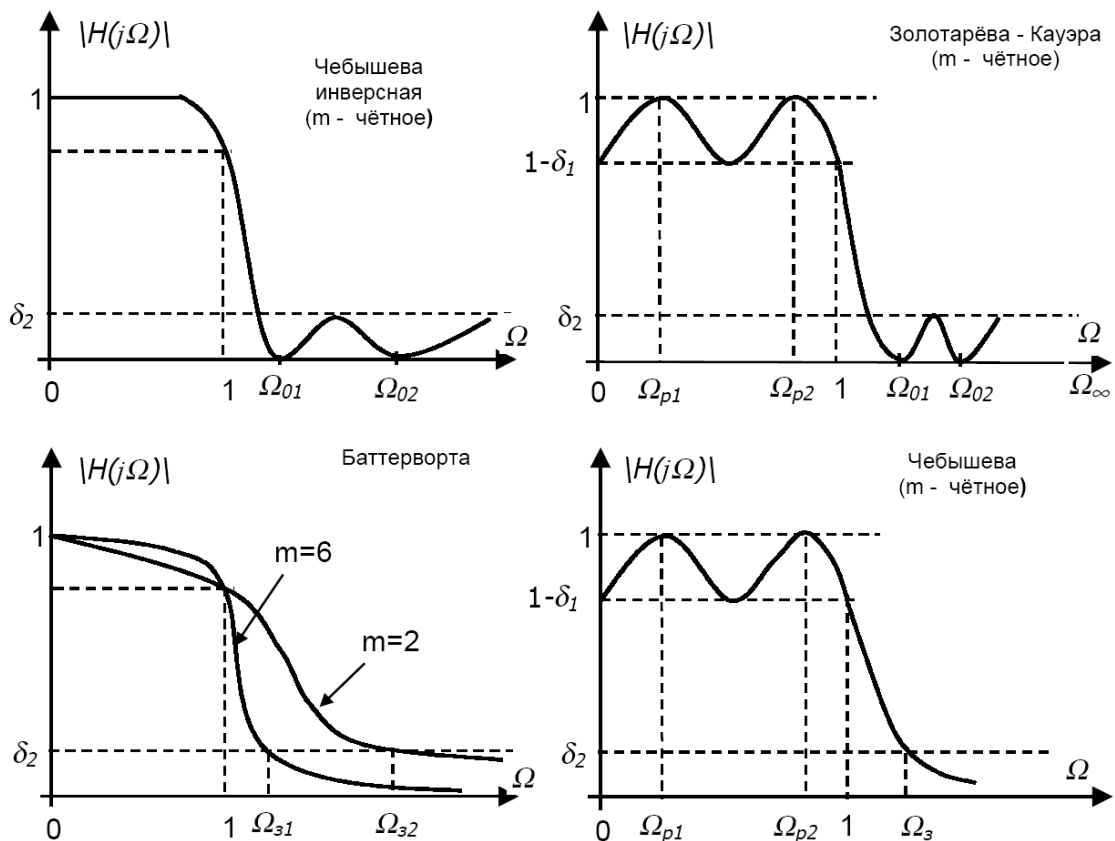 |H(jΩ)|
Чебышева
инверсная
(m - чётное)
1
δ2
Ω
0
1
Ω01
Ω02
\H(jΩ)\
Золотарёва - Кауэра
(m - чётное)
1
1-δ1
δ2
Ω
0
Ωp1
Ωp2
1
Ω01
Ω02
Ω∞
\H(jΩ)\
Баттерворта
1
m=6
m=2
δ2
Ω
0
1
Ωз1
Ωз2
\H(jΩ)\
Чебышева
(m - чётное)
1
1-δ1
δ2
Ω
0
Ωp1
Ωp2
1
Ωз